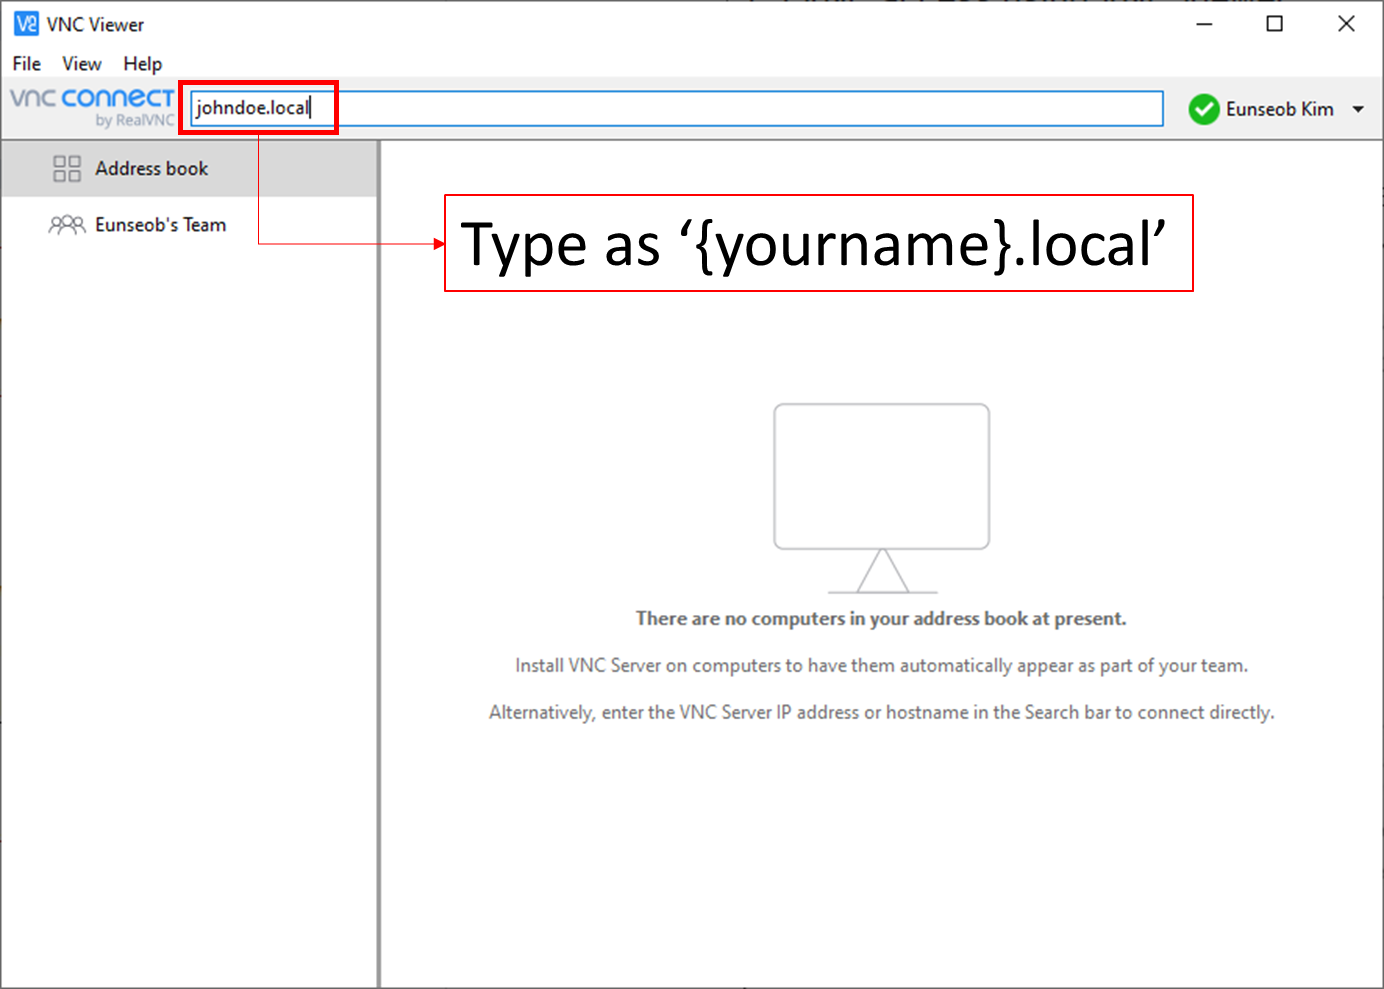 VNC Viewer
File View Help
vnc connect
by RealVNC
johndoe.local
Eunseob Kim
Address book
Eunseob's Team
Type as ‘{yourname}.local’
There are no computers in your address book at present.
Install VNC Server on computers to have them automatically appear as part of your team.
Alternatively, enter the VNC Server IP address or hostname in the Search bar to connect directly.